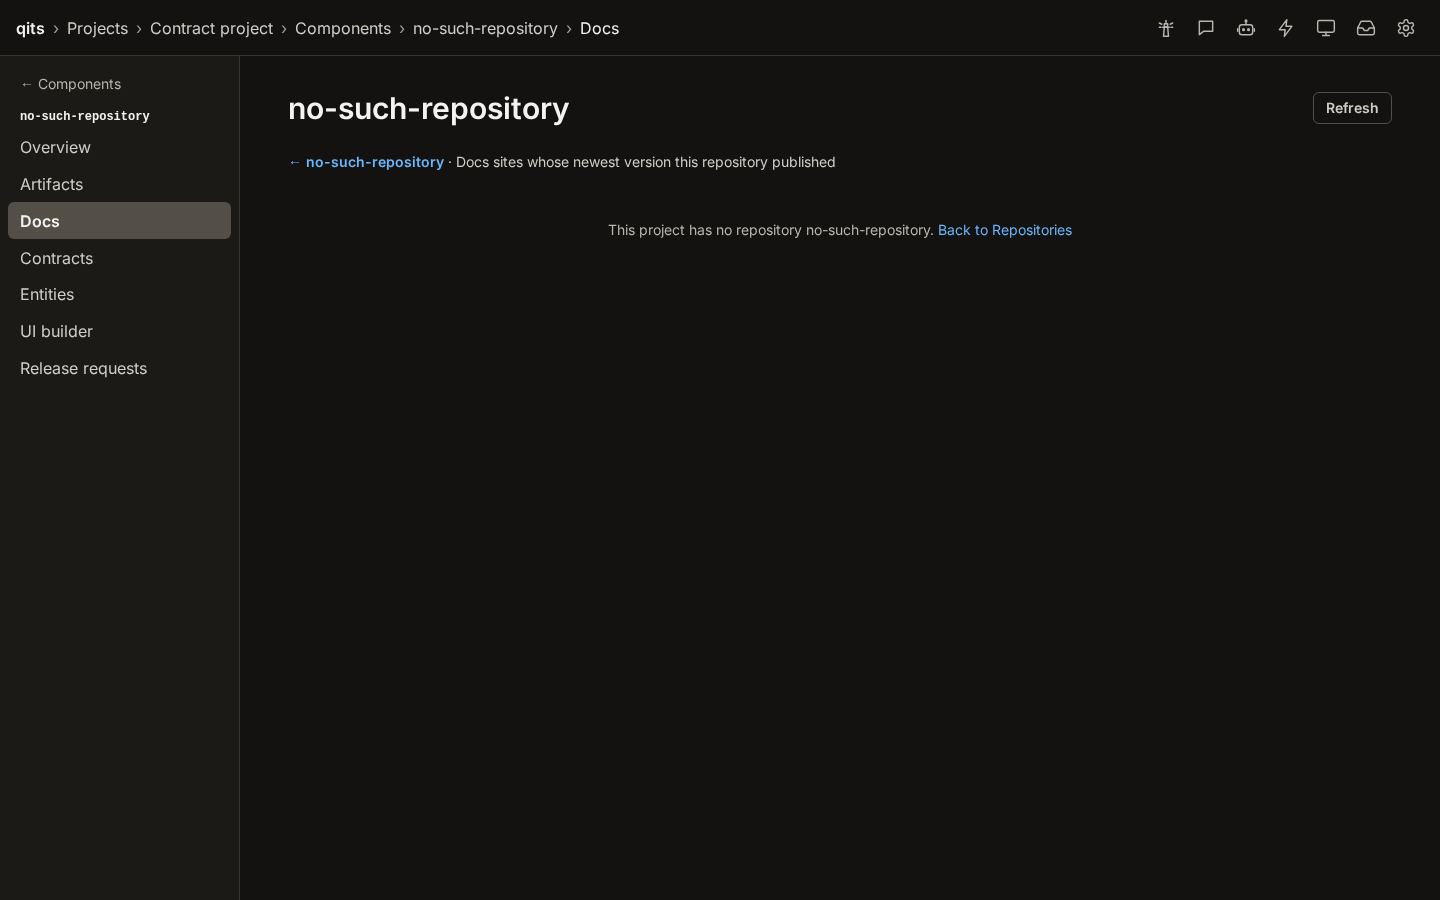 qits › Projects › Contract project › Components › no-such-repository › Docs
← Components
no-such-repository
Overview
Artifacts
Docs
Contracts
Entities
UI builder
Release requests
no-such-repository
Refresh
← no-such-repository · Docs sites whose newest version this repository published
This project has no repository no-such-repository. Back to Repositories